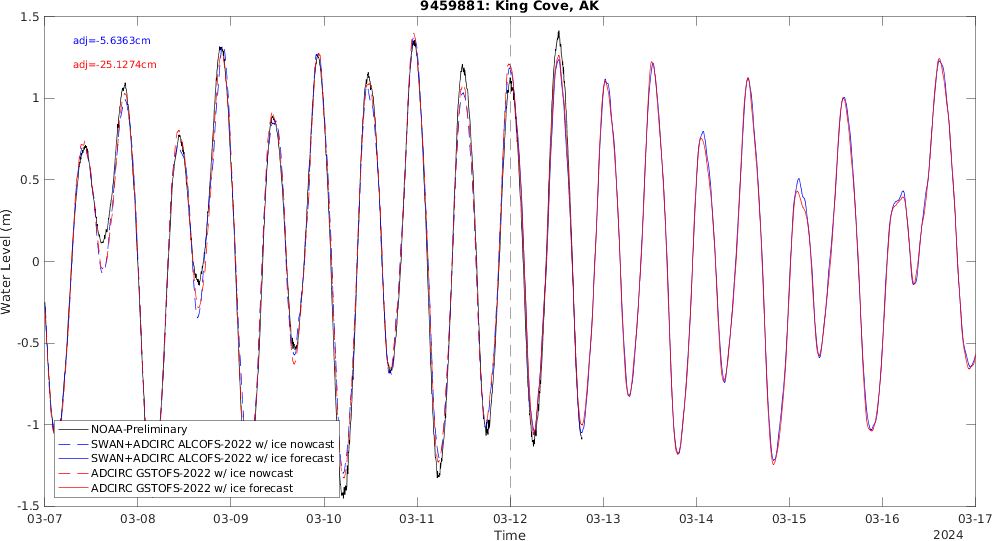 9459881: King Cove, AK
adj=-5.6363cm
adj=-25.1274cm
Water Level (m)
1.5
1
0.5
0
-0.5
-1
-1.5
NOAA-Preliminary
SWAN+ADCIRC ALCOFS-2022 w/ ice nowcast
SWAN+ADCIRC ALCOFS-2022 w/ ice forecast
ADCIRC GSTOFS-2022 w/ ice nowcast
ADCIRC GSTOFS-2022 w/ ice forecast
03-07 03-08 03-09 03-10 03-11 03-12 03-13 03-14 03-15 03-16 03-17
Time
2024